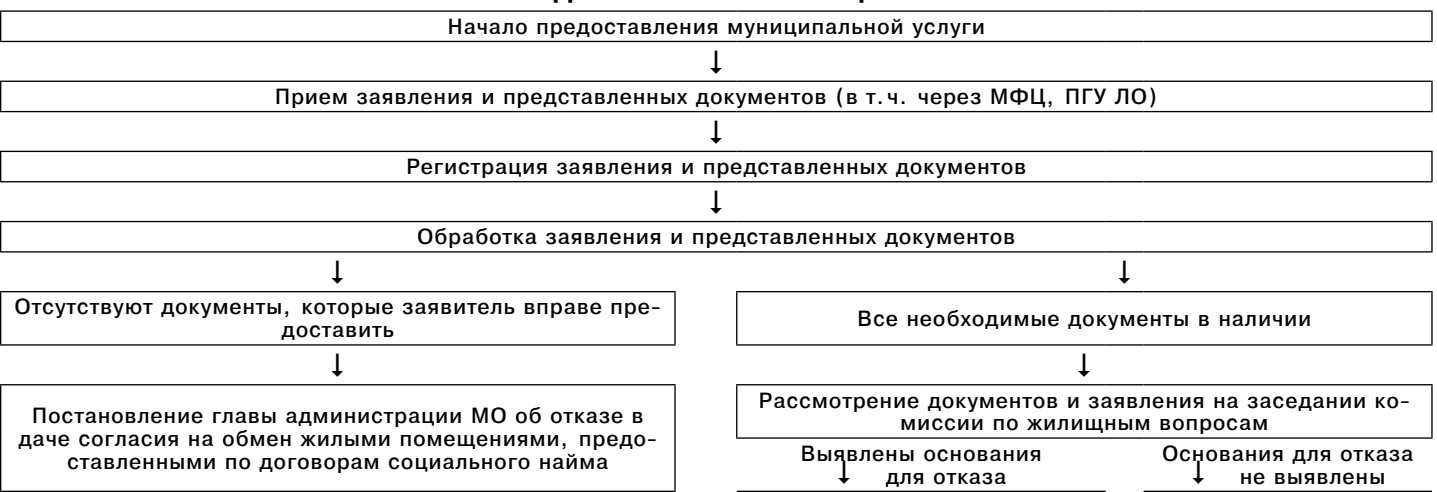 Начало предоставления муниципальной услуги
↓
Прием заявления и представленных документов (в т.ч. через МФЦ, ПГУ ЛО)
↓
Регистрация заявления и представленных документов
↓
Обработка заявления и представленных документов
↓ ↓
Отсутствуют документы, которые заявитель вправе пре-
доставить
Все необходимые документы в наличии
↓ ↓
Постановление главы администрации МО об отказе в
даче согласия на обмен жилыми помещениями, предо-
ставленными по договорам социального найма
Рассмотрение документов и заявления на заседании ко-
миссии по жилищным вопросам
Выявлены основания
↓ для отказа
Основания для отказа
↓ не выявлены